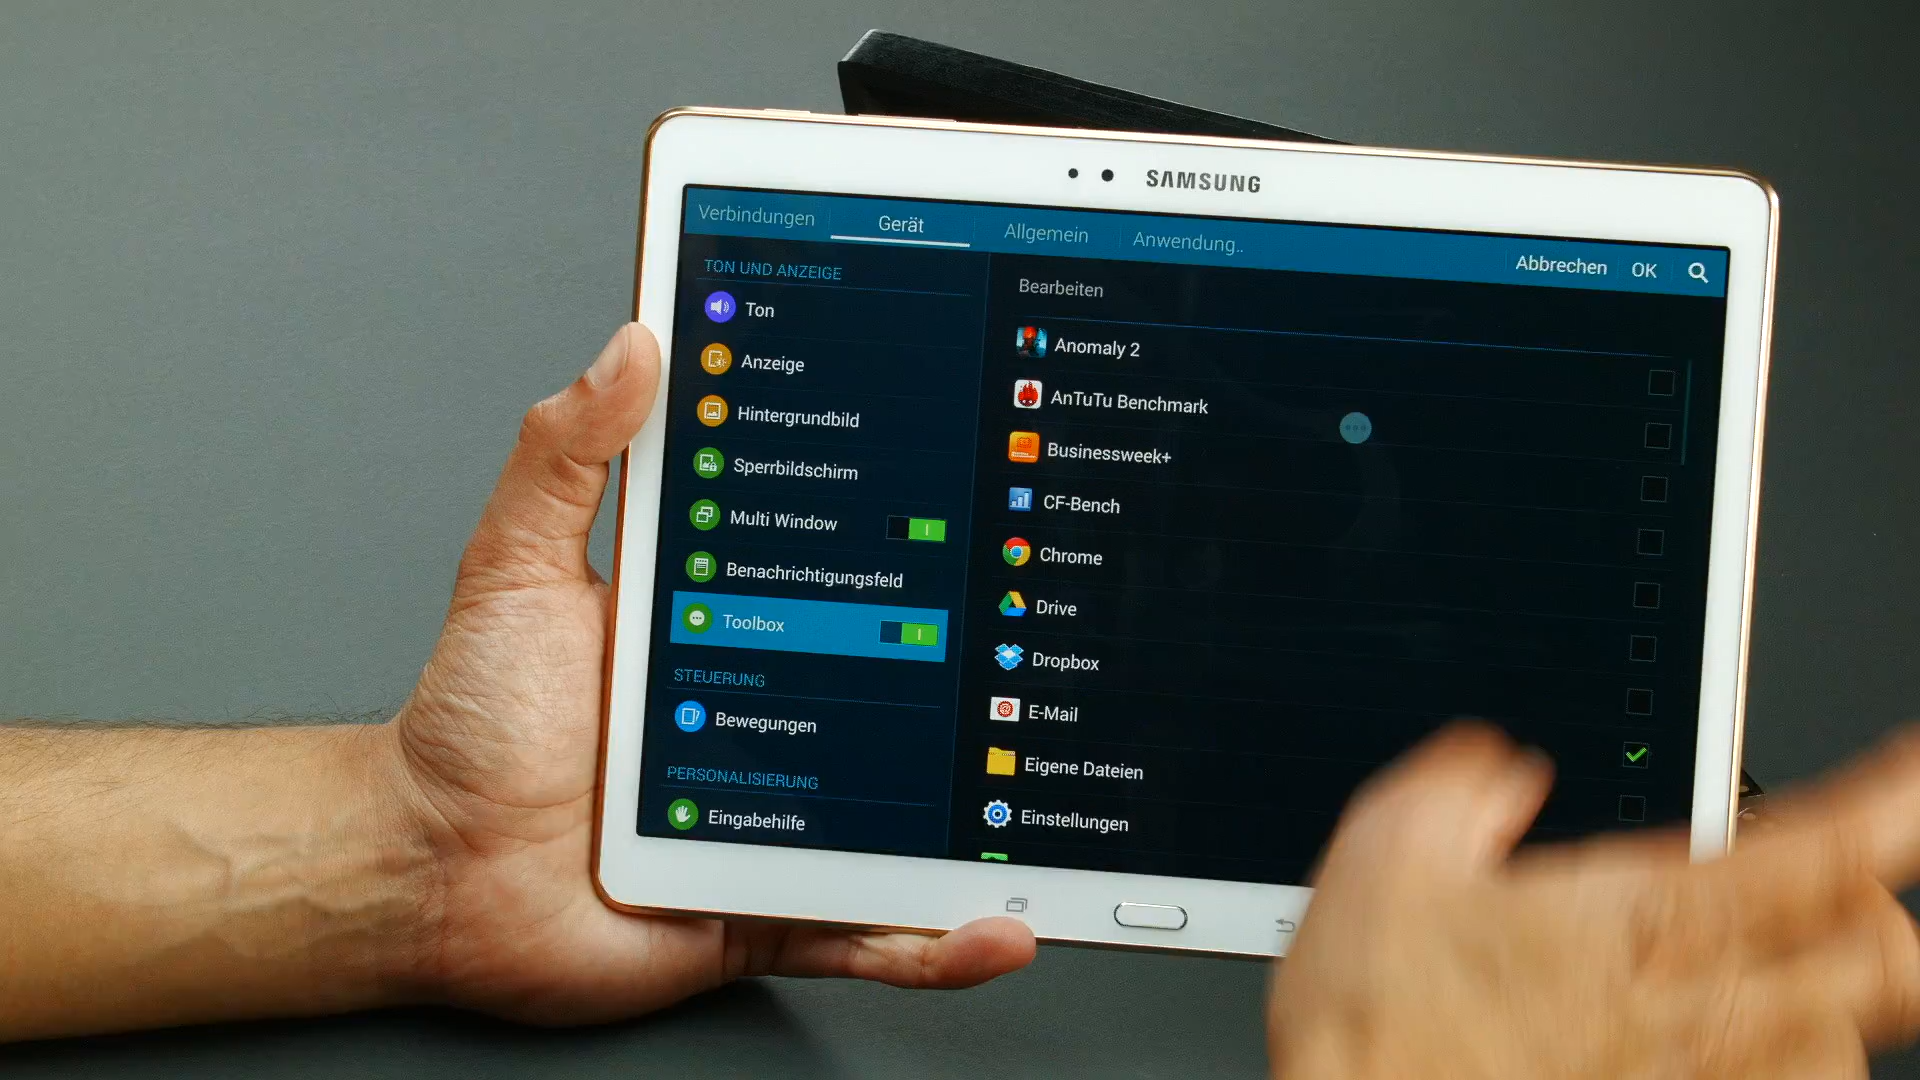 SAMSUNG
Verbindungen
Gerät
Allgemein
Anwendung..
Abbrechen
OK
TON UND ANZEIGE
Ton
Anzeige
Hintergrundbild
Sperrbildschirm
Multi Window
Benachrichtigungsfeld
Toolbox
STEUERUNG
Bewegungen
PERSONALISIERUNG
Eingabehilfe
Bearbeiten
Anomaly 2
AnTuTu Benchmark
Businessweek+
CF-Bench
Chrome
Drive
Dropbox
E-Mail
Eigene Dateien
Einstellungen